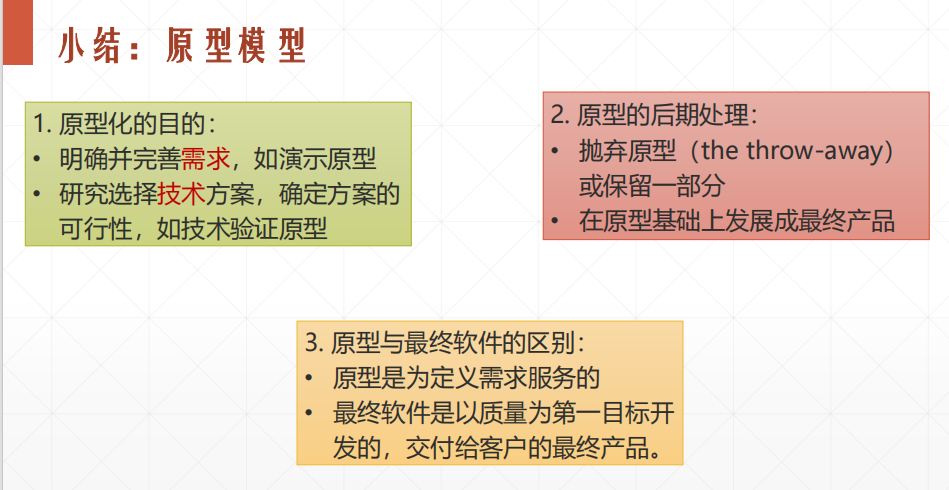 小结：原型模型
1. 原型化的目的：
• 明确并完善需求，如演示原型
• 研究选择技术方案，确定方案的
可行性，如技术验证原型
2. 原型的后期处理：
• 抛弃原型（the throw-away）
或保留一部分
• 在原型基础上发展成最终产品
3. 原型与最终软件的区别：
• 原型是为定义需求服务的
• 最终软件是以质量为第一目标开
发的，交付给客户的最终产品。